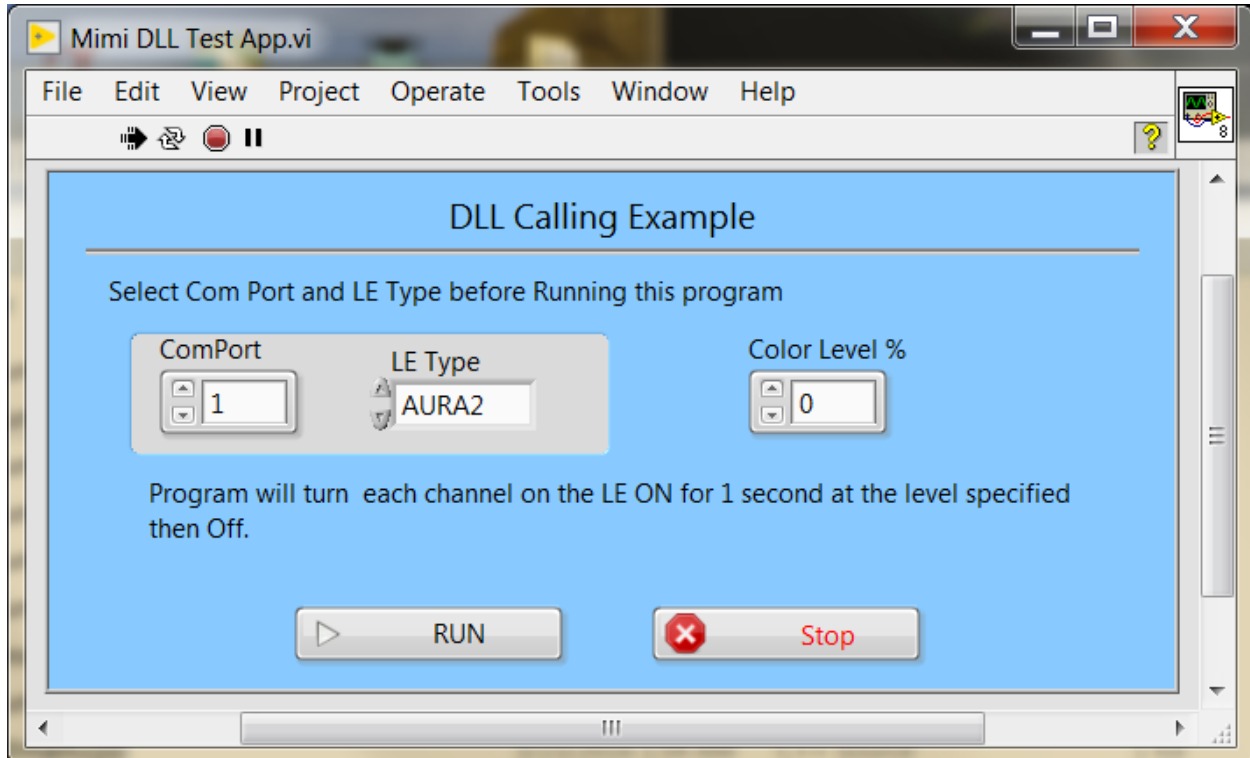 Mimi DLL Test App.vi
File Edit View Project Operate Tools Window Help
8
DLL Calling Example
Select Com Port and LE Type before Running this program
ComPort LE Type Color Level %
1 AURA2 0
Program will turn each channel on the LE ON for 1 second at the level specified
then Off.
RUN Stop